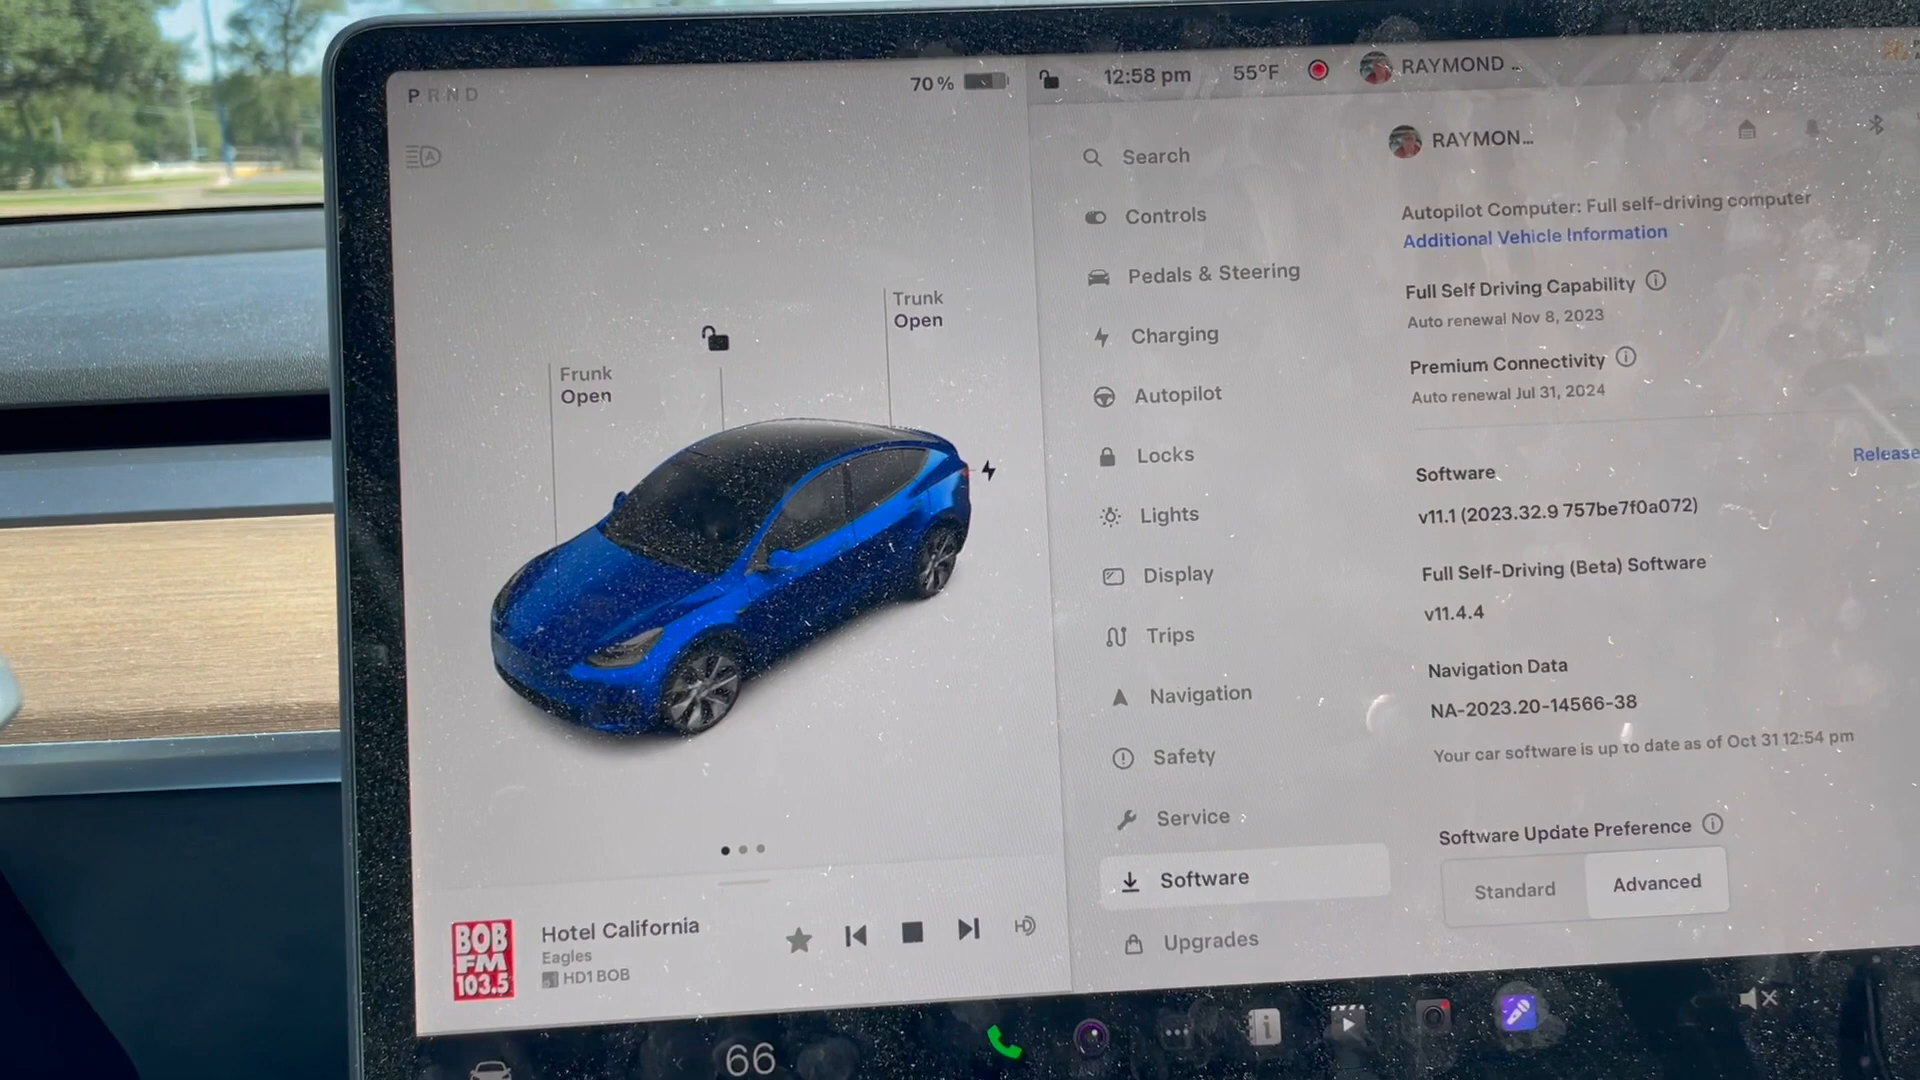 PRND
70 %
12:58 pm
55°F
RAYMOND ..
Search
Controls
Pedals & Steering
Charging
Autopilot
Locks
Lights
Display
Trips
Navigation
Safety
Service
Software
Upgrades
RAYMON...
Autopilot Computer: Full self-driving computer
Additional Vehicle Information
Full Self Driving Capability
Auto renewal Nov 8, 2023
Premium Connectivity
Auto renewal Jul 31, 2024
Software
Release
v11.1 (2023.32.9 757be7f0a072)
Full Self-Driving (Beta) Software
v11.4.4
Navigation Data
NA-2023.20-14566-38
Your car software is up to date as of Oct 31 12:54 pm
Software Update Preference
Standard
Advanced
Trunk
Open
Frunk
Open
BOB
FM
103.5
Hotel California
Eagles
HD1 BOB
HD
66